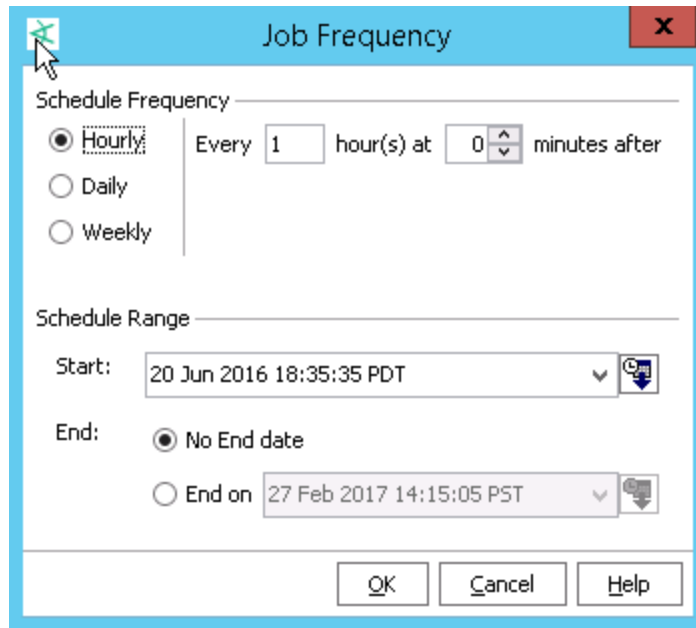 Job Frequency
x
Schedule Frequency
Hourly Every 1 hour(s) at 0 minutes after
Daily
Weekly
Schedule Range
Start: 20 Jun 2016 18:35:35 PDT
End: No End date
End on 27 Feb 2017 14:15:05 PST
OK Cancel Help